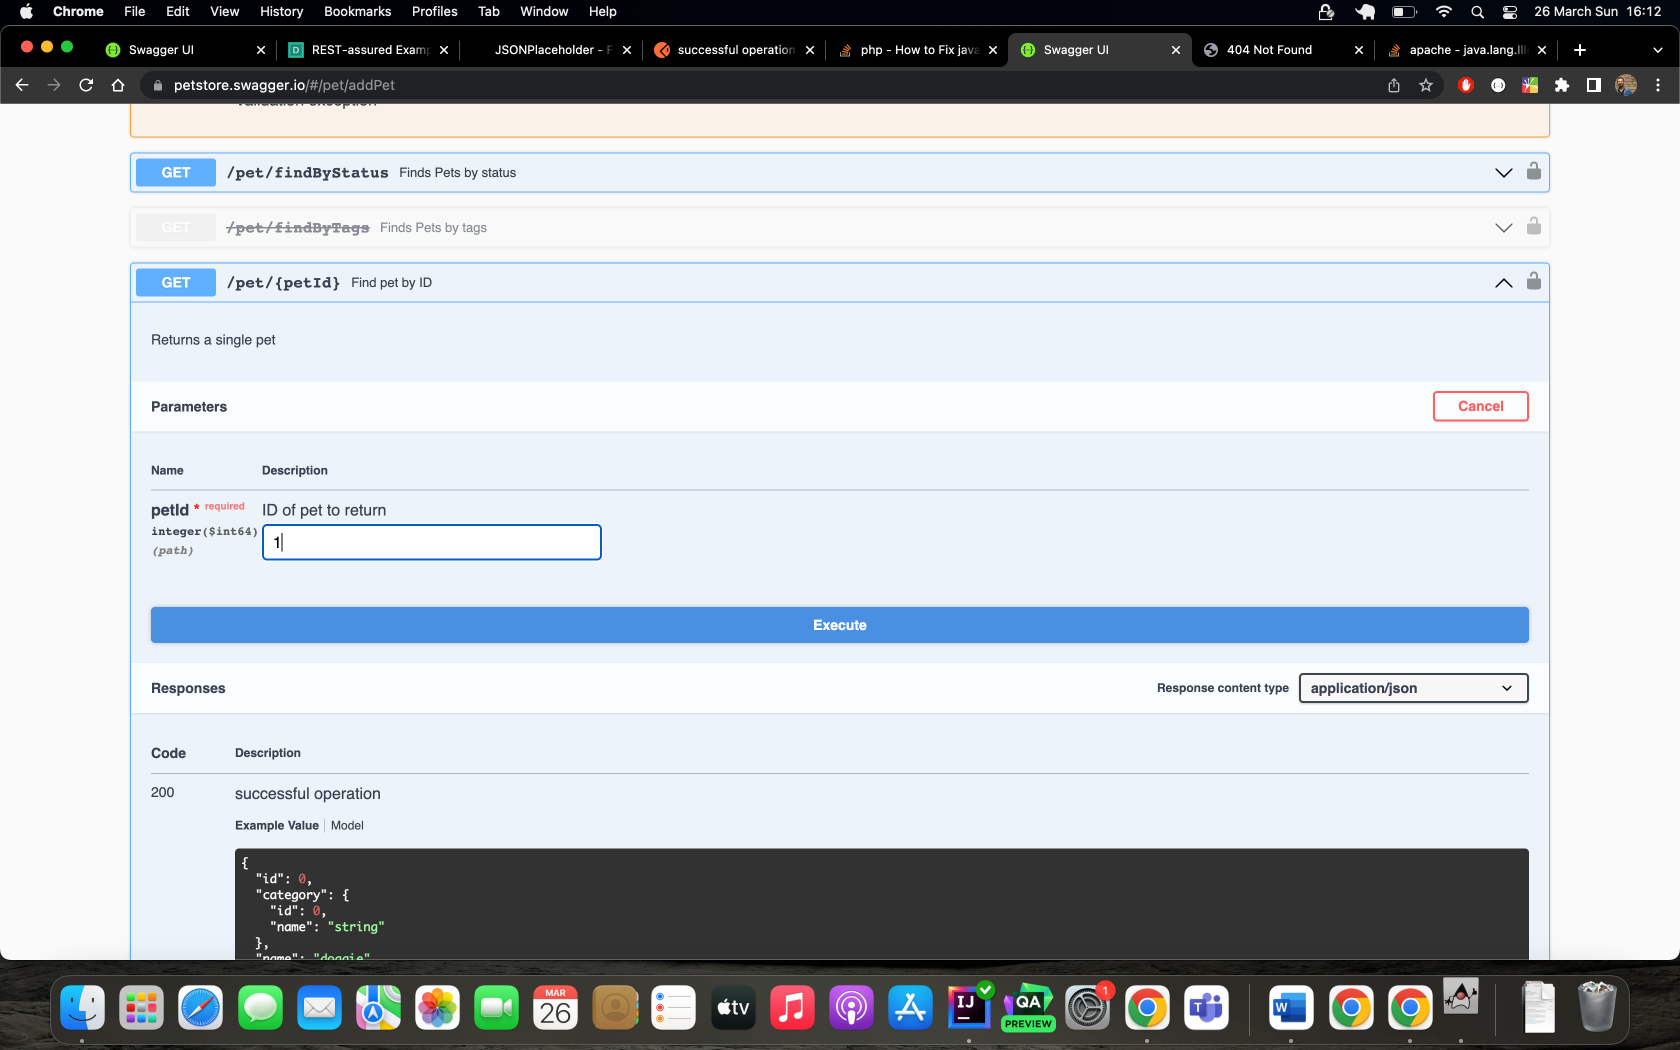 Chrome File Edit View History Bookmarks Profiles Tab Window Help 26 March Sun 16:12
Swagger UI REST-assured Examp JSONPlaceholder - F successful operation php - How to Fix java Swagger UI 404 Not Found apache - java.lang.Ille
petstore.swagger.io/#/pet/addPet
Validation exception
GET /pet/findByStatus Finds Pets by status
GET /pet/findByTags Finds Pets by tags
GET /pet/{petId} Find pet by ID
Returns a single pet
Parameters
Cancel
Name Description
petId * required ID of pet to return
integer($int64)
1
(path)
Execute
Responses Response content type application/json
Code Description
200 successful operation
Example Value Model
{
"id": 0,
"category": {
"id": 0,
"name": "string"
},
"name": "doggie"
MAR
26
tv
IJ
QA
PREVIEW
1
T
W